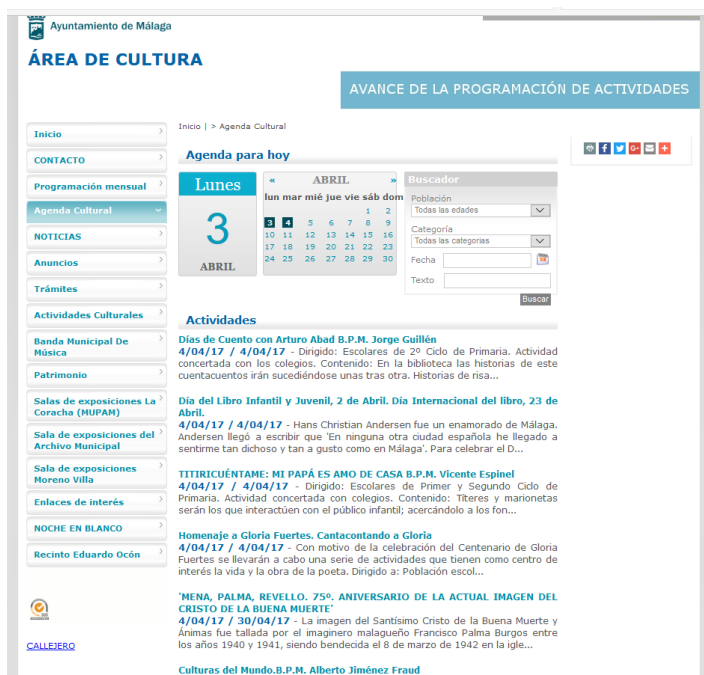 Ayuntamiento de Málaga
ÁREA DE CULTURA
AVANCE DE LA PROGRAMACIÓN DE ACTIVIDADES
Inicio | > Agenda Cultural
Inicio
CONTACTO
Programación mensual
Agenda Cultural
NOTICIAS
Anuncios
Trámites
Actividades Culturales
Banda Municipal De
Música
Patrimonio
Salas de exposiciones La
Coracha (MUPAM)
Sala de exposiciones del
Archivo Municipal
Sala de exposiciones
Moreno Villa
Enlaces de interés
NOCHE EN BLANCO
Recinto Eduardo Ocón
CALLEJERO
Agenda para hoy
Lunes
3
ABRIL
« ABRIL »
lun mar mié jue vie sáb dom
1 2
3 4 5 6 7 8 9
10 11 12 13 14 15 16
17 18 19 20 21 22 23
24 25 26 27 28 29 30
Buscador
Población
Todas las edades
Categoría
Todas las categorias
Fecha
Texto
Buscar
Actividades
Días de Cuento con Arturo Abad B.P.M. Jorge Guillén
4/04/17 / 4/04/17 - Dirigido: Escolares de 2º Ciclo de Primaria. Actividad
concertada con los colegios. Contenido: En la biblioteca las historias de este
cuentacuentos irán sucediéndose unas tras otra. Historias de risa...
Día del Libro Infantil y Juvenil, 2 de Abril. Día Internacional del libro, 23 de
Abril.
4/04/17 / 4/04/17 - Hans Christian Andersen fue un enamorado de Málaga.
Andersen llegó a escribir que 'En ninguna otra ciudad española he llegado a
sentirme tan dichoso y tan a gusto como en Málaga'. Para celebrar el D...
TITIRICUÉNTAME: MI PAPÁ ES AMO DE CASA B.P.M. Vicente Espinel
4/04/17 / 4/04/17 - Dirigido: Escolares de Primer y Segundo Ciclo de
Primaria. Actividad concertada con colegios. Contenido: Títeres y marionetas
serán los que interactúen con el público infantil; acercándolo a los fon...
Homenaje a Gloria Fuertes. Cantacontando a Gloria
4/04/17 / 4/04/17 - Con motivo de la celebración del Centenario de Gloria
Fuertes se llevarán a cabo una serie de actividades que tienen como centro de
interés la vida y la obra de la poeta. Dirigido a: Población escol...
'MENA, PALMA, REVELLO. 75º. ANIVERSARIO DE LA ACTUAL IMAGEN DEL
CRISTO DE LA BUENA MUERTE'
4/04/17 / 30/04/17 - La imagen del Santísimo Cristo de la Buena Muerte y
Ánimas fue tallada por el imaginero malagueño Francisco Palma Burgos entre
los años 1940 y 1941, siendo bendecida el 8 de marzo de 1942 en la igle...
Culturas del Mundo.B.P.M. Alberto Jiménez Fraud